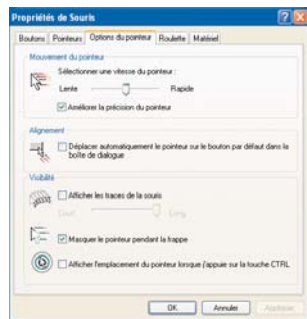 Propriétés de Souris
Boutons Pointeurs Options du pointeur Roulette Matériel
Mouvement du pointeur
Sélectionner une vitesse du pointeur :
Lente Rapide
Améliorer la précision du pointeur
Alignement
Déplacer automatiquement le pointeur sur le bouton par défaut dans la
boîte de dialogue
Visibilité
Afficher les traces de la souris
Court Long
Masquer le pointeur pendant la frappe
Afficher l'emplacement du pointeur lorsque j'appuie sur la touche CTRL
OK Annuler Appliquer